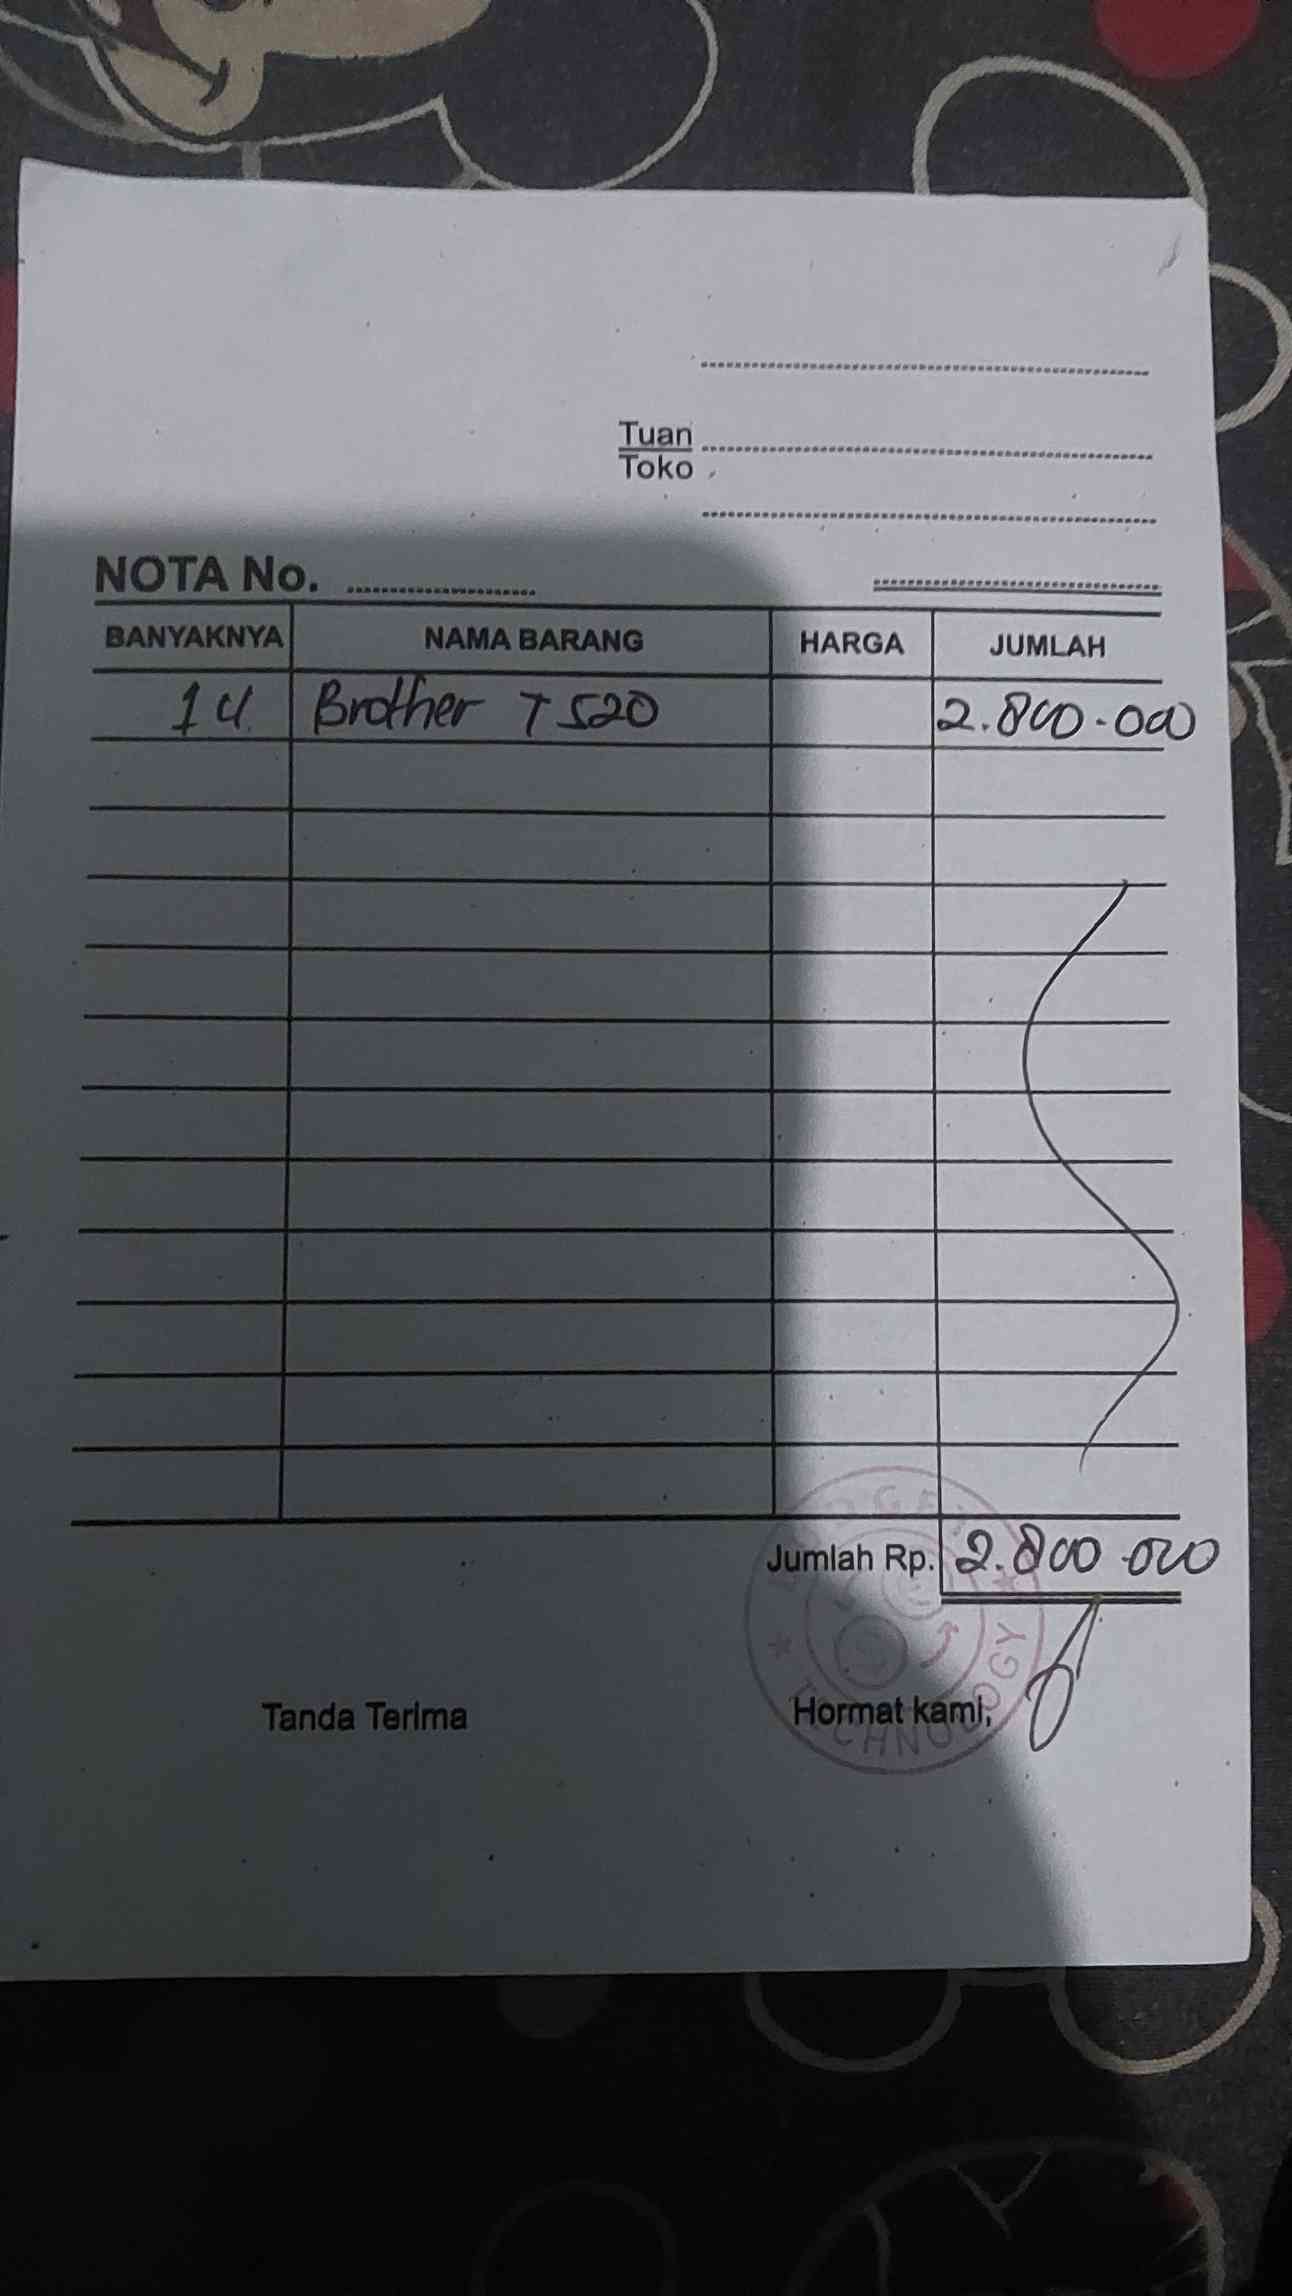 Tuan
Toko
NOTA No.
BANYAKNYA NAMA BARANG HARGA JUMLAH
1 U Brother T 520 2.800.000
Jumlah Rp. 2.800.000
Tanda Terima Hormat kami,